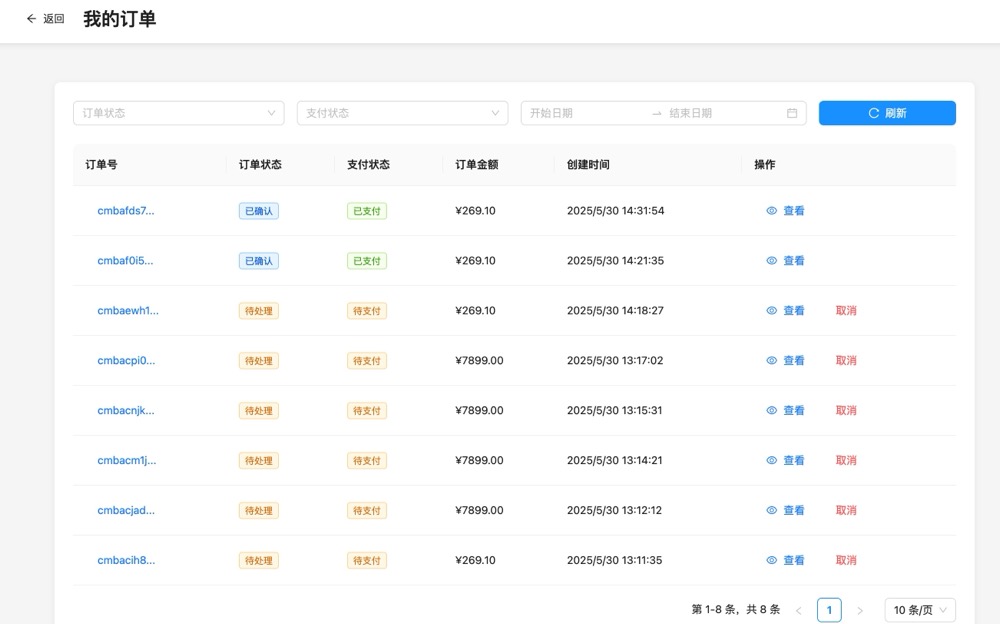 返回 我的订单
订单状态 支付状态 开始日期 结束日期 刷新
订单号 订单状态 支付状态 订单金额 创建时间 操作
cmbafds7... 已确认 已支付 ¥269.10 2025/5/30 14:31:54 查看
cmbaf0i5... 已确认 已支付 ¥269.10 2025/5/30 14:21:35 查看
cmbaewh1... 待处理 待支付 ¥269.10 2025/5/30 14:18:27 查看 取消
cmbacpi0... 待处理 待支付 ¥7899.00 2025/5/30 13:17:02 查看 取消
cmbacnjk... 待处理 待支付 ¥7899.00 2025/5/30 13:15:31 查看 取消
cmbacm1j... 待处理 待支付 ¥7899.00 2025/5/30 13:14:21 查看 取消
cmbacjad... 待处理 待支付 ¥7899.00 2025/5/30 13:12:12 查看 取消
cmbacih8... 待处理 待支付 ¥269.10 2025/5/30 13:11:35 查看 取消
第 1-8 条，共 8 条 < 1 > 10 条/页